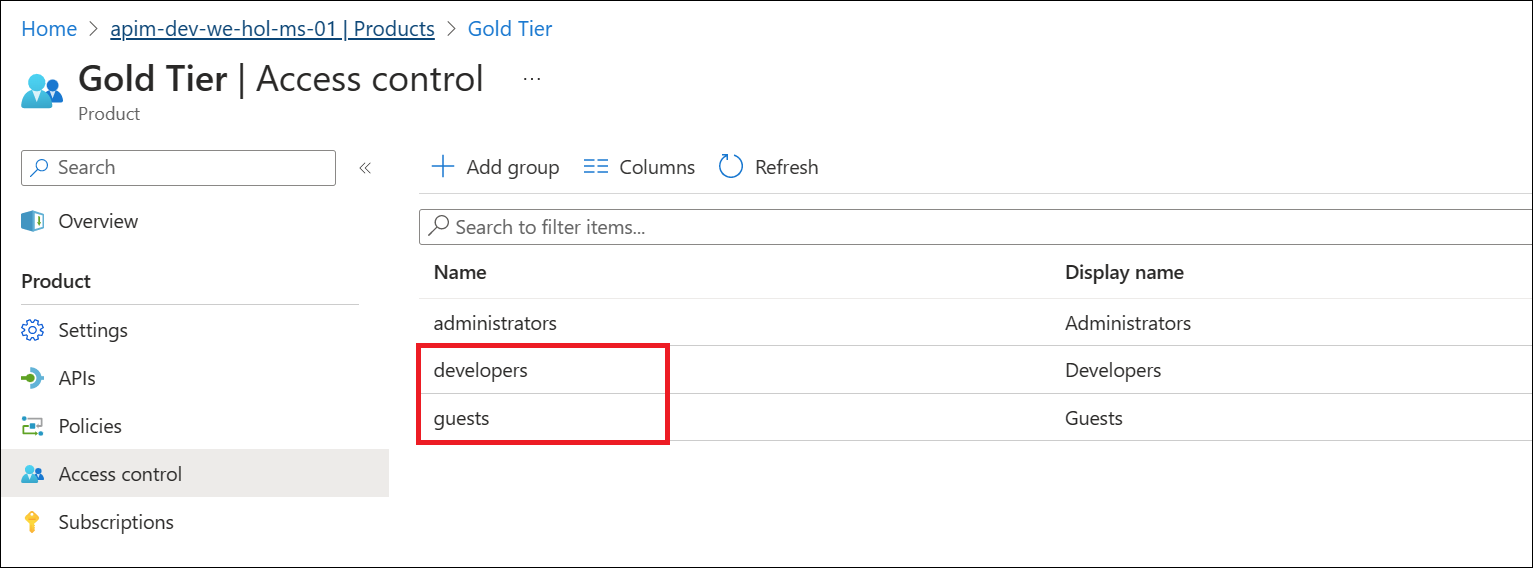 Home > apim-dev-we-hol-ms-01 | Products > Gold Tier
Gold Tier | Access control ...
Product
Search «
Add group Columns Refresh
Overview
Search to filter items...
Product
Name Display name
Settings
administrators Administrators
APIs
developers Developers
Policies
guests Guests
Access control
Subscriptions